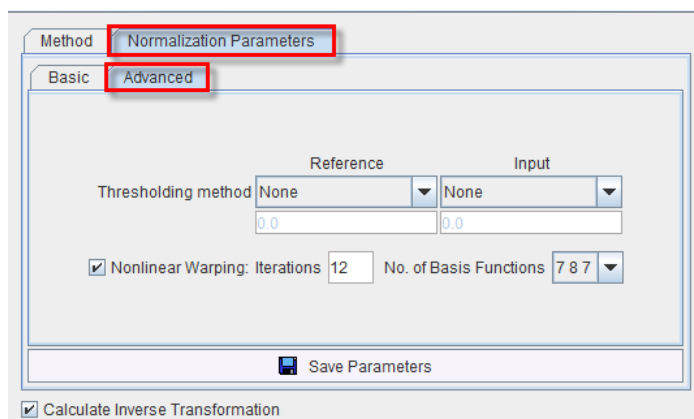 Method Normalization Parameters
Basic Advanced
Reference Input
Thresholding method None None
0.0 0.0
Nonlinear Warping: Iterations 12 No. of Basis Functions 7 8 7
Save Parameters
Calculate Inverse Transformation